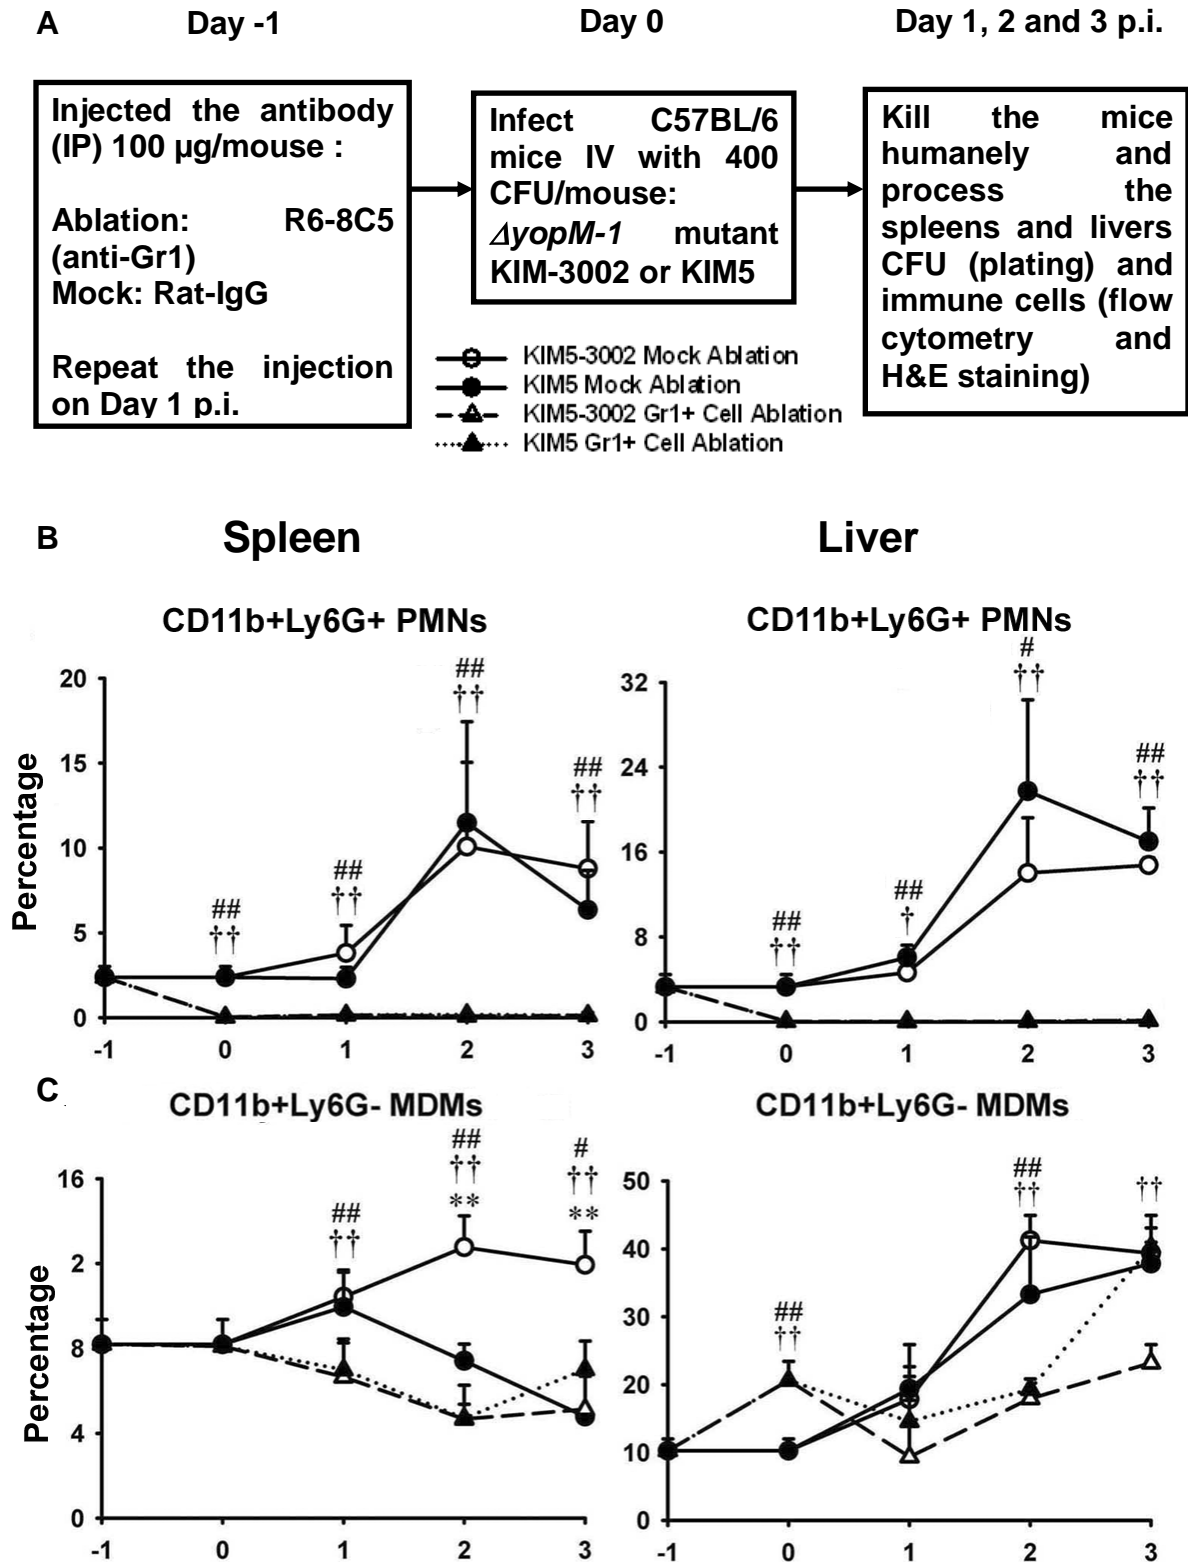 A
Day -1
Day 0
Day 1, 2 and 3 p.i.
Injected the antibody
(IP) 100 µg/mouse :
Ablation: R6-8C5
(anti-Gr1)
Mock: Rat-IgG
Repeat the injection
on Day 1 p.i.
Infect C57BL/6
mice IV with 400
CFU/mouse:
ΔyopM-1 mutant
KIM-3002 or KIM5
Kill the mice
humanely and
process the
spleens and livers
CFU (plating) and
immune cells (flow
cytometry and
H&E staining)
KIM5-3002 Mock Ablation
KIM5 Mock Ablation
KIM5-3002 Gr1+ Cell Ablation
KIM5 Gr1+ Cell Ablation
B
Spleen
Liver
CD11b+Ly6G+ PMNs
Percentage
20
15
10
5
0
-1 0 1 2 3
##
††
##
††
##
††
##
††
CD11b+Ly6G+ PMNs
32
24
16
8
0
-1 0 1 2 3
##
††
##
†
#
††
##
††
C
CD11b+Ly6G- MDMs
Percentage
16
2
8
4
0
-1 0 1 2 3
##
††
##
††
**
#
††
**
CD11b+Ly6G- MDMs
50
40
30
20
10
0
-1 0 1 2 3
##
††
##
††
††